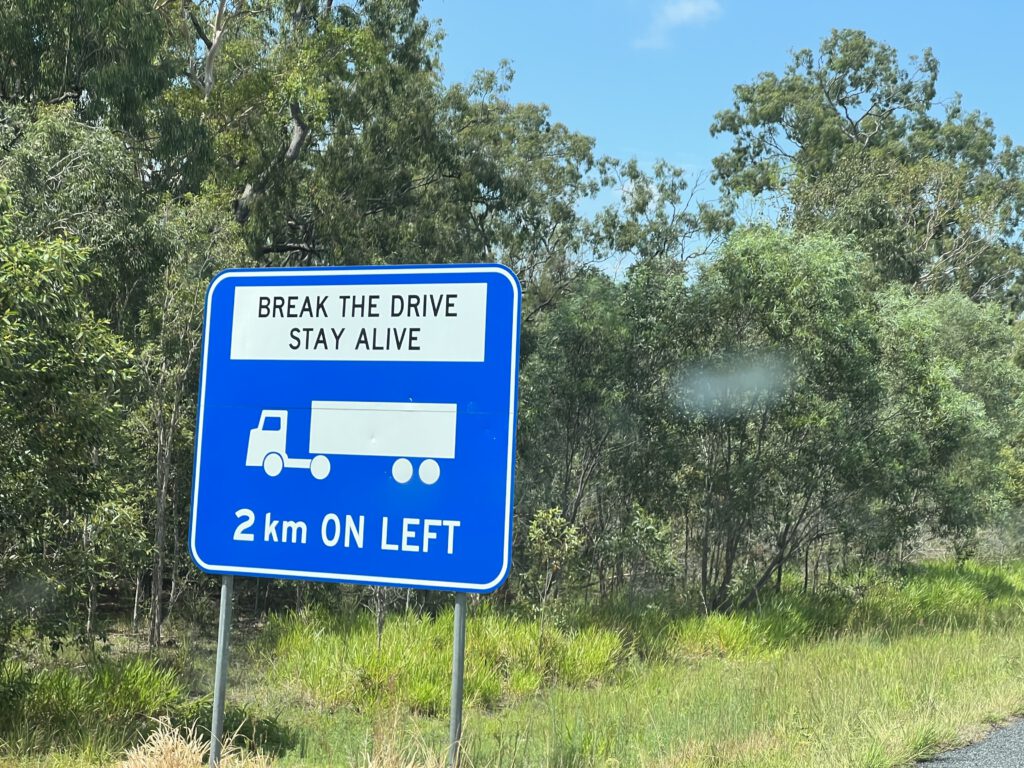 BREAK THE DRIVE
STAY ALIVE
2 km ON LEFT